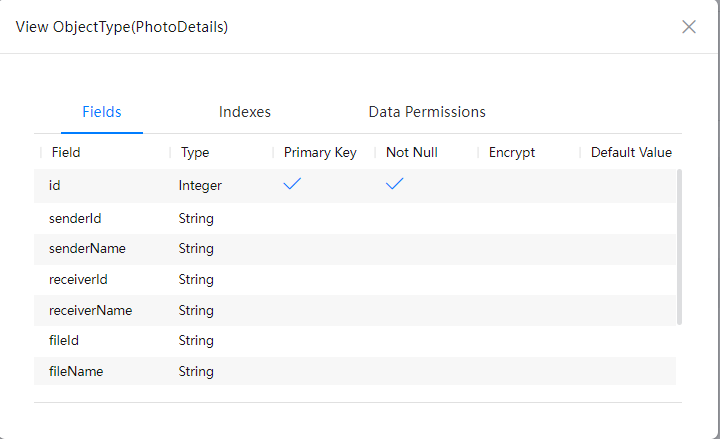 View ObjectType(PhotoDetails)
Fields Indexes Data Permissions
Field Type Primary Key Not Null Encrypt Default Value
id Integer
senderId String
senderName String
receiverId String
receiverName String
fileId String
fileName String